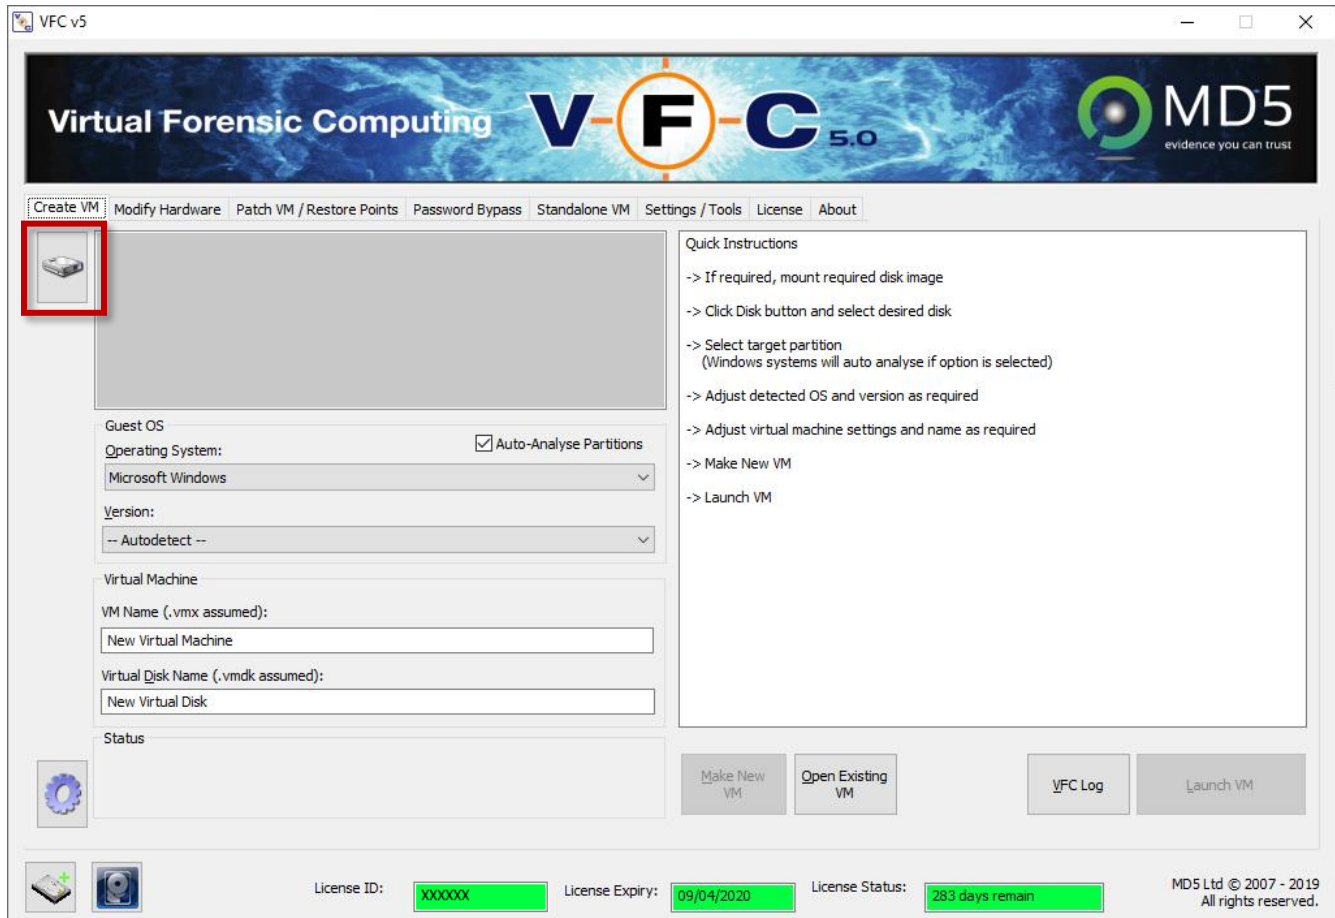 VFC v5
Virtual Forensic Computing
V-F-C 5.0
MD5
evidence you can trust
Create VM Modify Hardware Patch VM / Restore Points Password Bypass Standalone VM Settings / Tools License About
Quick Instructions
-> If required, mount required disk image
-> Click Disk button and select desired disk
-> Select target partition
(Windows systems will auto analyse if option is selected)
-> Adjust detected OS and version as required
-> Adjust virtual machine settings and name as required
-> Make New VM
-> Launch VM
Guest OS
Operating System:
Auto-Analyse Partitions
Microsoft Windows
Version:
-- Autodetect --
Virtual Machine
VM Name (.vmx assumed):
New Virtual Machine
Virtual Disk Name (.vmdk assumed):
New Virtual Disk
Status
Make New
VM
Open Existing
VM
VFC Log
Launch VM
License ID:
XXXXXX
License Expiry:
09/04/2020
License Status:
283 days remain
MD5 Ltd © 2007 - 2019
All rights reserved.